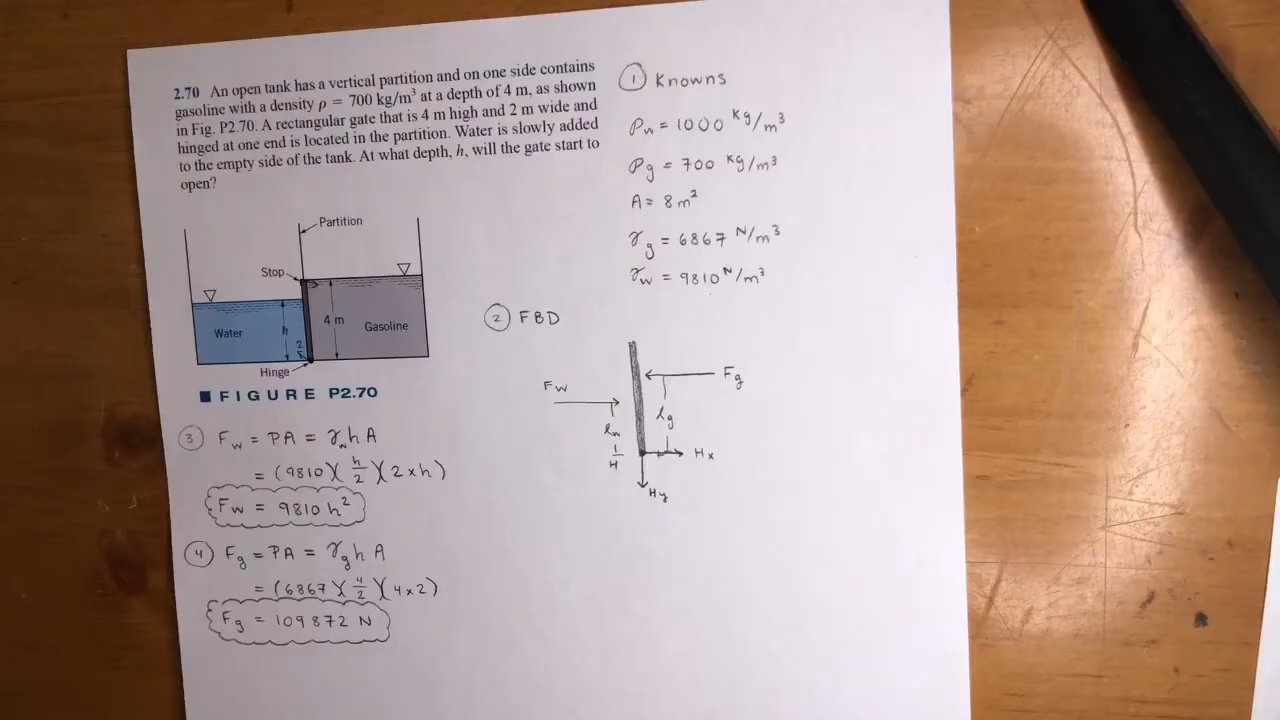 2.70 An open tank has a vertical partition and on one side contains
gasoline with a density ρ = 700 kg/m³ at a depth of 4 m, as shown
in Fig. P2.70. A rectangular gate that is 4 m high and 2 m wide and
hinged at one end is located in the partition. Water is slowly added
to the empty side of the tank. At what depth, h, will the gate start to
open?
Partition
Stop
Water
h
2
4 m
Gasoline
Hinge
■ FIGURE P2.70
① Knowns
ρw = 1000 kg/m³
ρg = 700 kg/m³
A = 8 m²
γg = 6867 N/m³
γw = 9810 N/m³
② FBD
Fw
Fg
lw
lg
H
Hx
Hy
③ Fw = PA = γw h A
= (9810)(h/2)(2×h)
Fw = 9810 h²
④ Fg = PA = γg h A
= (6867)(4/2)(4×2)
Fg = 109872 N